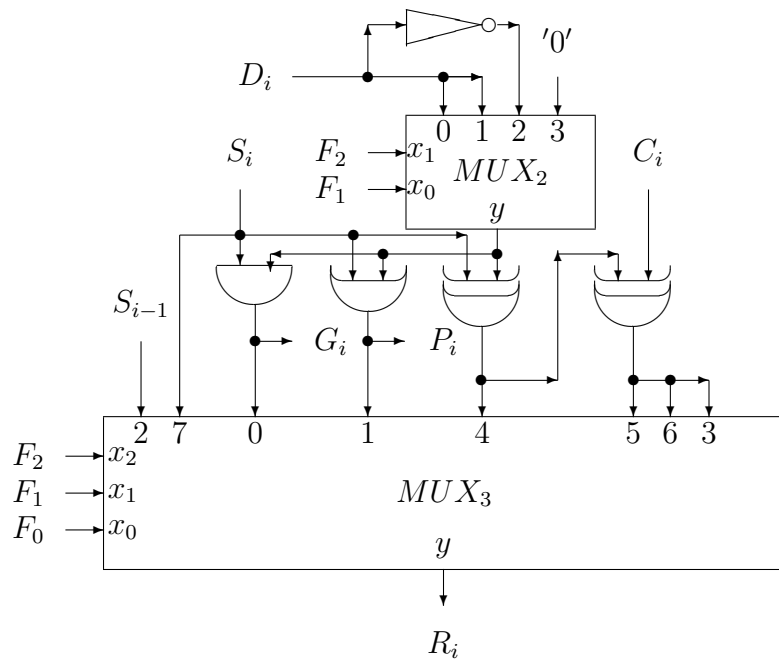 '0'
D_i
0 1 2 3
S_i F_2 x_1 C_i
MUX_2
F_1 x_0
y
S_{i-1} G_i P_i
2 7 0 1 4 5 6 3
F_2 x_2
F_1 x_1 MUX_3
F_0 x_0
y
R_i